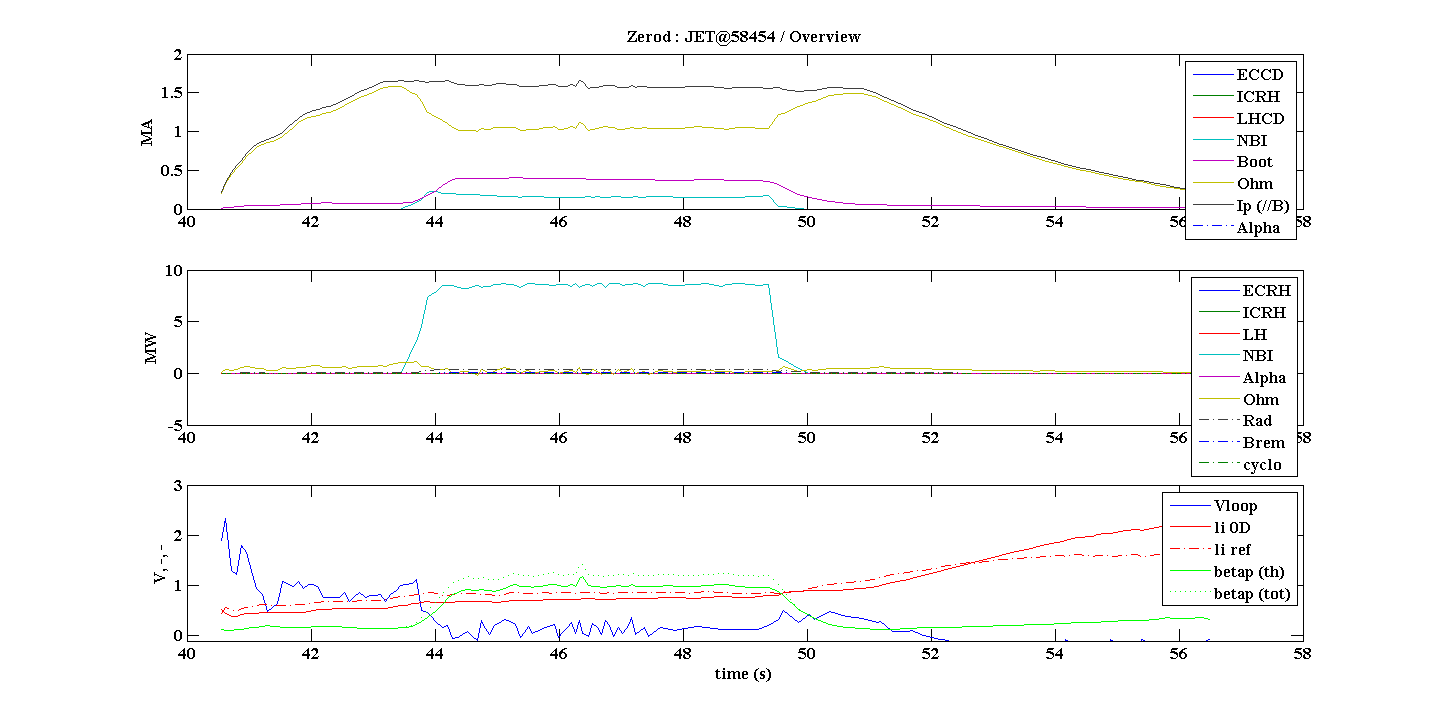 Zerod : JET@58454 / Overview
2
1.5
1
0.5
0
MA
40 42 44 46 48 50 52 54 56 58
ECCD
ICRH
LHCD
NBI
Boot
Ohm
Ip (//B)
Alpha
10
5
0
-5
MW
40 42 44 46 48 50 52 54 56 58
ECRH
ICRH
LH
NBI
Alpha
Ohm
Rad
Brem
cyclo
3
2
1
0
V, -, -
40 42 44 46 48 50 52 54 56 58
Vloop
li 0D
li ref
betap (th)
betap (tot)
time (s)